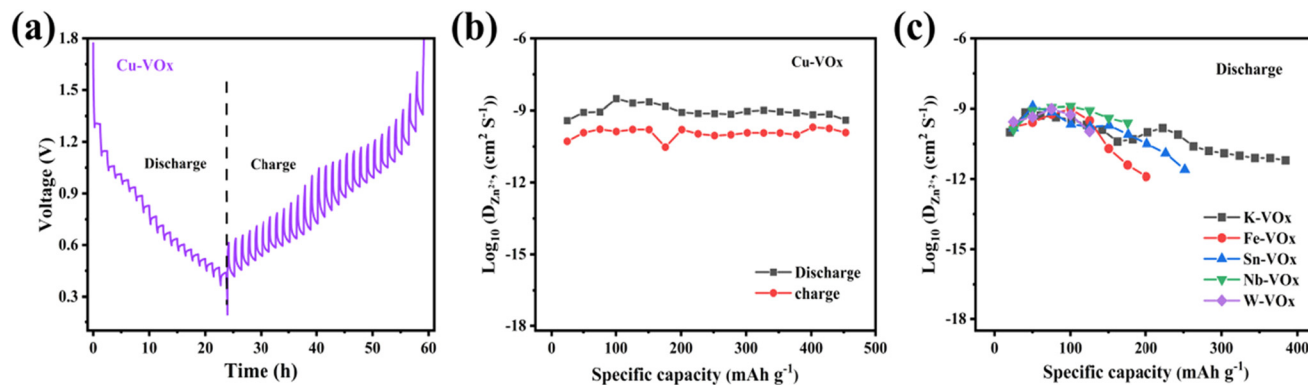 (a)
1.8
1.5
1.2
0.9
0.6
0.3
Voltage (V)
Cu-VOx
Discharge
Charge
0 10 20 30 40 50 60
Time (h)
(b)
-6
-9
-12
-15
-18
Log₁₀ (D_Zn²⁺, (cm² S⁻¹)
Cu-VOx
Discharge
charge
0 100 200 300 400 500
Specific capacity (mAh g⁻¹)
(c)
-6
-9
-12
-15
-18
Log₁₀ (D_Zn²⁺, (cm² S⁻¹)
Discharge
K-VOx
Fe-VOx
Sn-VOx
Nb-VOx
W-VOx
0 100 200 300 400
Specific capacity (mAh g⁻¹)